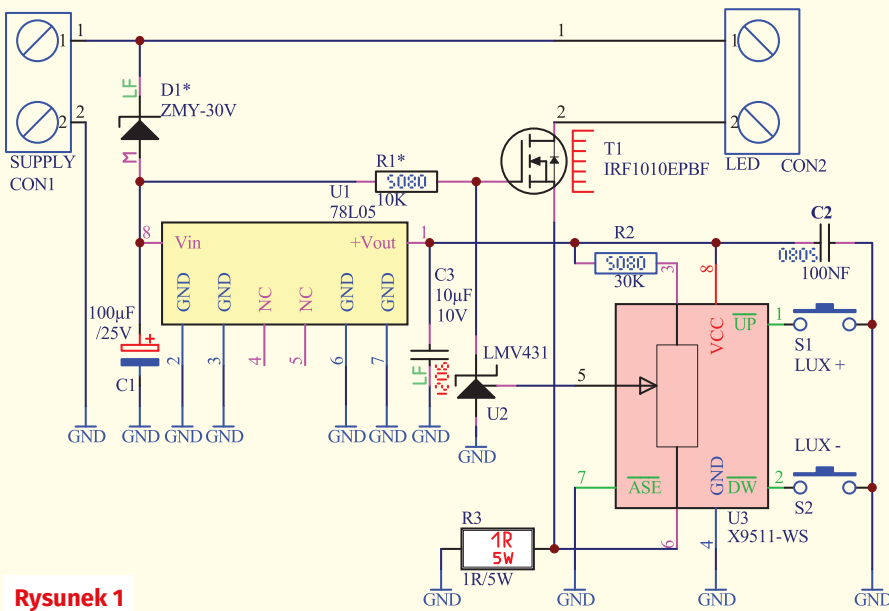 1
1
1
1
2
2
2
2
SUPPLY
CON1
LF
D1*
ZMY-30V
M
R1*
5080
10K
T1
IRF1010EPBF
LED
CON2
U1
78L05
8
Vin
+Vout
1
GND
GND
NC
NC
GND
GND
2
3
4
5
6
7
100µF
/25V
+
C1
C3
10µF
10V
LF
1206
R2
5080
30K
3
8
C2
0805
100NF
VCC
UP
1
S1
LUX +
LMV431
U2
5
LUX -
7
ASE
GND
DW
2
S2
U3
X9511-WS
6
4
R3
1R
5W
1R/5W
GND
GND
GND
GND
GND
GND
GND
GND
GND
GND
GND
Rysunek 1